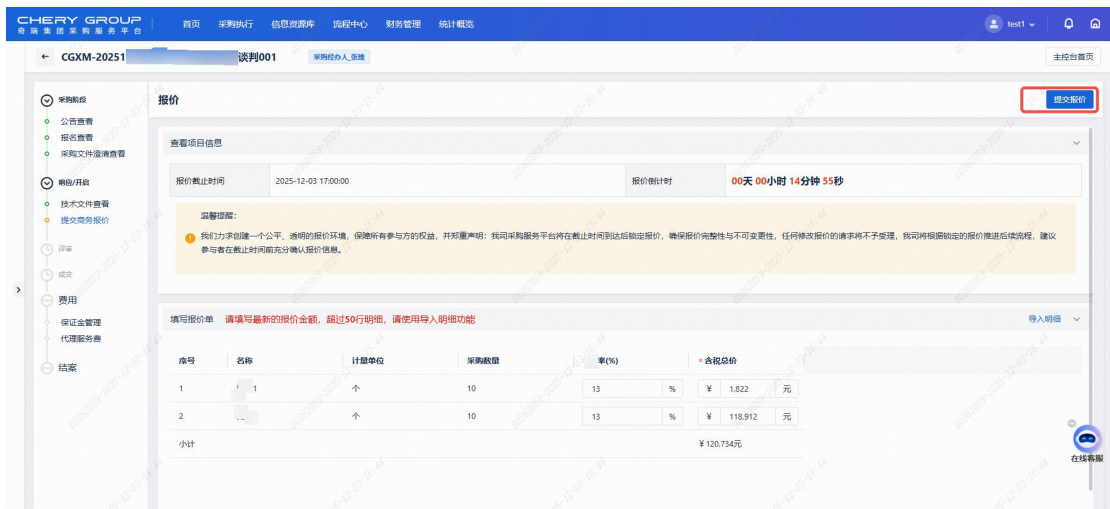 CHERY GROUP
奇瑞集团采购服务平台
首页 采购执行 信息资源库 流程中心 财务管理 统计概览
test1
← CGXM-20251 谈判001 采购经办人_张雄 主控台首页
采购阶段
公告查看
报名查看
采购文件澄清查看
响应/开启
技术文件查看
提交商务报价
评审
成交
费用
保证金管理
代理服务费
结案
报价 提交报价
查看项目信息
报价截止时间 2025-12-03 17:00:00 报价倒计时 00天 00小时 14分钟 55秒
温馨提醒：
我们力求创建一个公平、透明的报价环境，保障所有参与方的权益，并郑重声明：我司采购服务平台将在截止时间到达后锁定报价，确保报价完整性与不可变更性，任何修改报价的请求将不予受理，我司将根据锁定的报价推进后续流程，建议
参与者在截止时间前充分确认报价信息。
填写报价单 请填写最新的报价金额，超过50行明细，请使用导入明细功能 导入明细
序号 名称 计量单位 采购数量 率(%) *含税总价
1 1 个 10 13 % ¥ 1,822 元
2 个 10 13 % ¥ 118,912 元
小计 ¥ 120,734元
在线客服